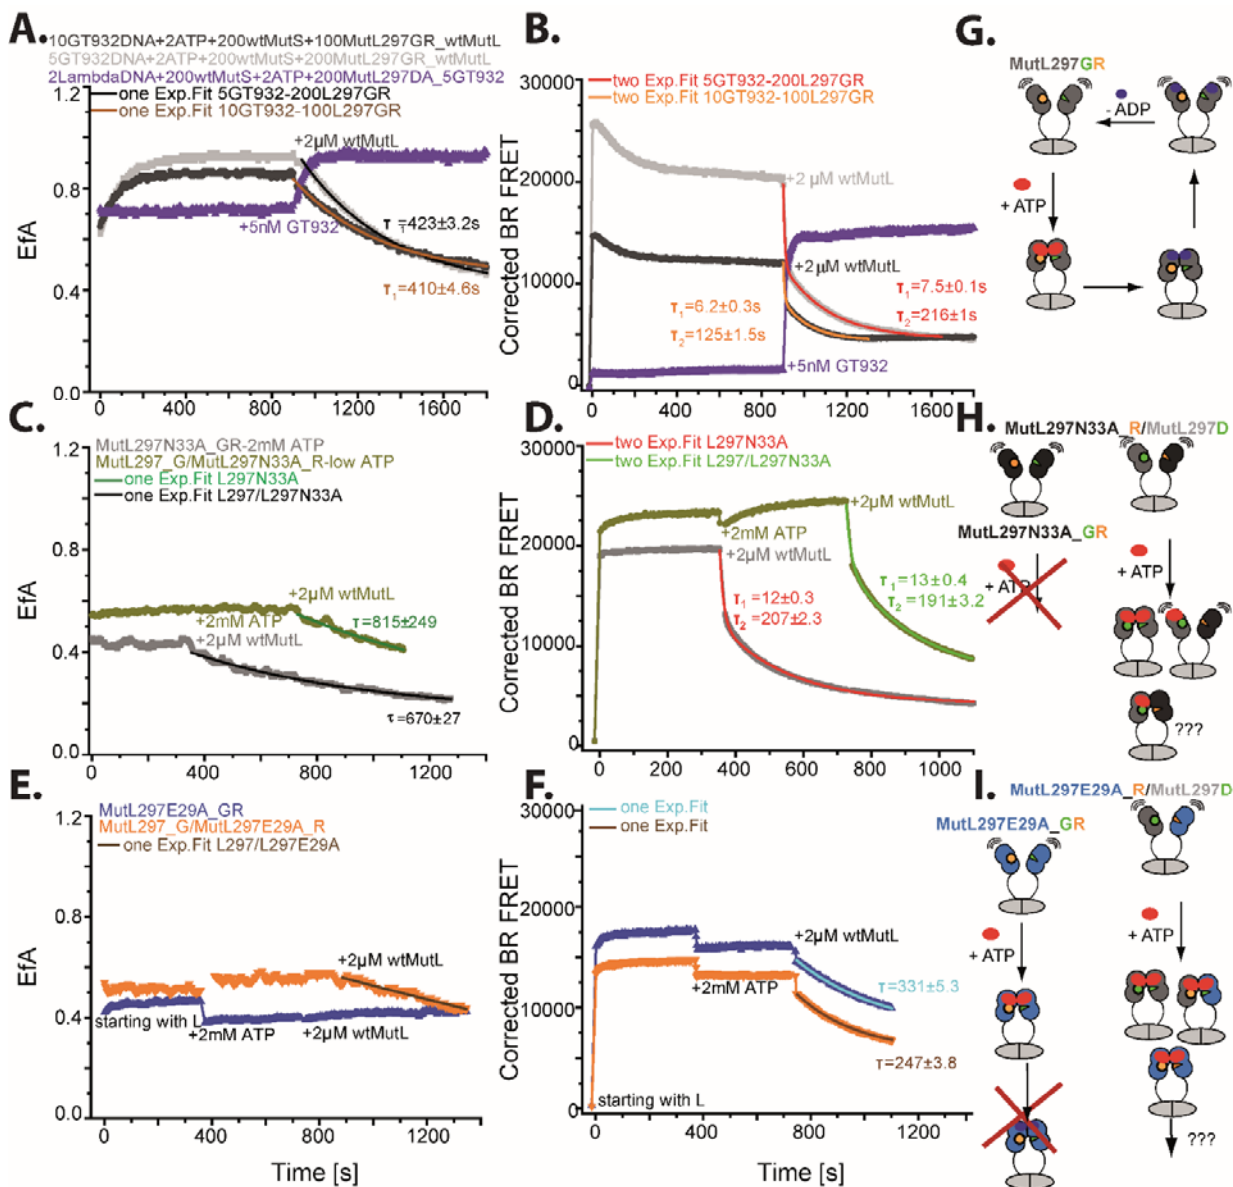 A.
10GT932DNA+2ATP+200wtMutS+100MutL297GR_wtMutL
5GT932DNA+2ATP+200wtMutS+200MutL297GR_wtMutL
2LambdaDNA+200wtMutS+2ATP+200MutL297DA_5GT932
one Exp.Fit 5GT932-200L297GR
one Exp.Fit 10GT932-100L297GR
+2µM wtMutL
+5nM GT932
τ1=423±3.2s
τ1=410±4.6s
EfA
1.2
0.8
0.4
0.0
0 400 800 1200 1600
B.
two Exp.Fit 5GT932-200L297GR
two Exp.Fit 10GT932-100L297GR
+2 µM wtMutL
+2µM wtMutL
τ1=7.5±0.1s
τ2=216±1s
τ1=6.2±0.3s
τ2=125±1.5s
+5nM GT932
Corrected BR FRET
30000
20000
10000
0
0 400 800 1200 1600
G.
MutL297GR
- ADP
+ ATP
C.
MutL297N33A_GR-2mM ATP
MutL297_G/MutL297N33A_R-low ATP
one Exp.Fit L297N33A
one Exp.Fit L297/L297N33A
+2µM wtMutL
+2mM ATP
+2µM wtMutL
τ=815±249
τ=670±27
EfA
1.2
0.8
0.4
0.0
0 400 800 1200
D.
two Exp.Fit L297N33A
two Exp.Fit L297/L297N33A
+2µM wtMutL
+2mM ATP
+2µM wtMutL
τ1=13±0.4
τ2=191±3.2
τ1=12±0.3
τ2=207±2.3
Corrected BR FRET
30000
20000
10000
0
0 200 400 600 800 1000
H.
MutL297N33A_R/MutL297D
MutL297N33A_GR
+ ATP
+ ATP
???
E.
MutL297E29A_GR
MutL297_G/MutL297E29A_R
one Exp.Fit L297/L297E29A
+2µM wtMutL
starting with L
+2mM ATP
+2µM wtMutL
EfA
1.2
0.8
0.4
0.0
0 400 800 1200
Time [s]
F.
one Exp.Fit
one Exp.Fit
+2µM wtMutL
+2mM ATP
τ=331±5.3
τ=247±3.8
starting with L
Corrected BR FRET
30000
20000
10000
0
0 400 800 1200
Time [s]
I.
MutL297E29A_R/MutL297D
MutL297E29A_GR
+ ATP
+ ATP
???